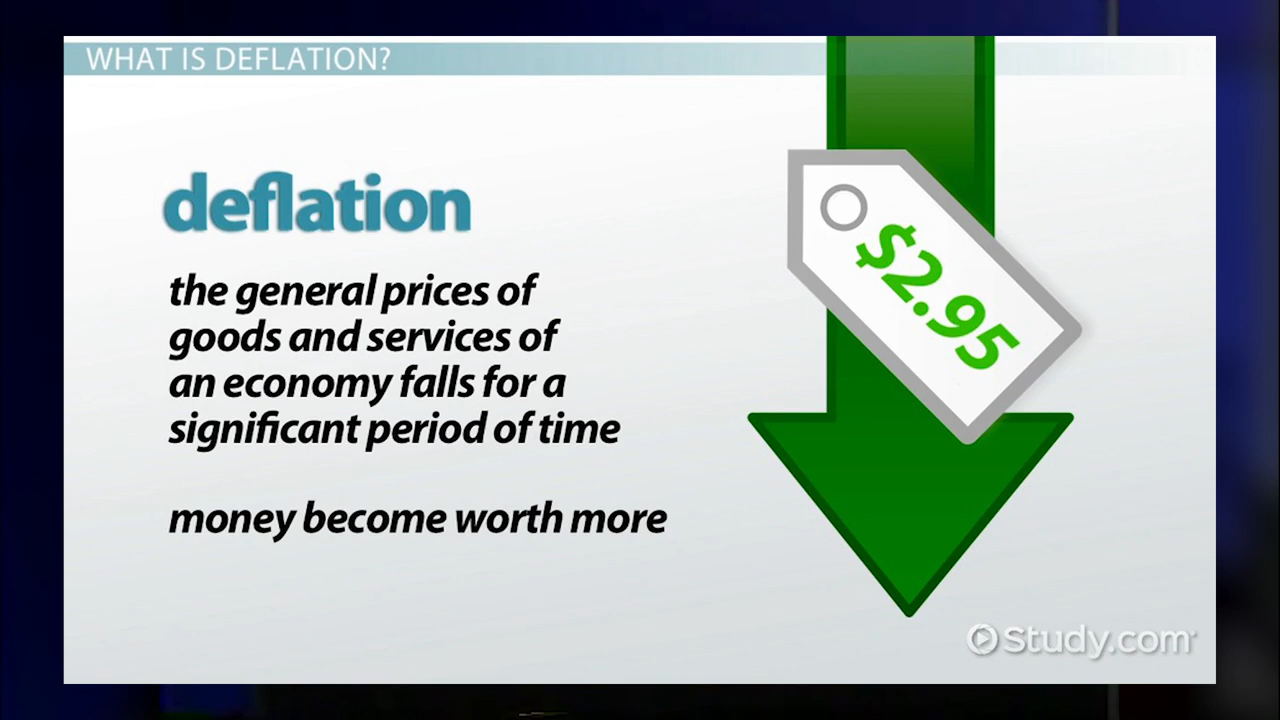 WHAT IS DEFLATION?
deflation
the general prices of
goods and services of
an economy falls for a
significant period of time
money become worth more
$2.95
Study.com